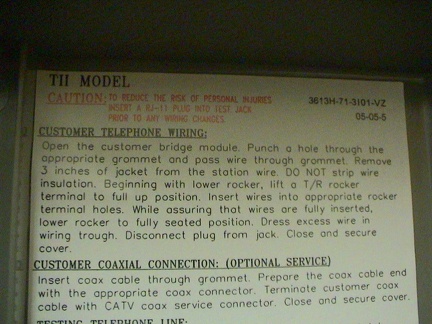 TII MODEL
CAUTION: TO REDUCE THE RISK OF PERSONAL INJURIES
INSERT A RJ-11 PLUG INTO TEST JACK
PRIOR TO ANY WIRING CHANGES.
3613H-71-3101-VZ
05-05-5
CUSTOMER TELEPHONE WIRING:
Open the customer bridge module. Punch a hole through the
appropriate grommet and pass wire through grommet. Remove
3 inches of jacket from the station wire. DO NOT strip wire
insulation. Beginning with lower rocker, lift a T/R rocker
terminal to full up position. Insert wires into appropriate rocker
terminal holes. While assuring that wires are fully inserted,
lower rocker to fully seated position. Dress excess wire in
wiring trough. Disconnect plug from jack. Close and secure
cover.
CUSTOMER COAXIAL CONNECTION: (OPTIONAL SERVICE)
Insert coax cable through grommet. Prepare the coax cable end
with the appropriate coax connector. Terminate customer coax
cable with CATV coax service connector. Close and secure cover.
TESTING TELEPHONE LINE: